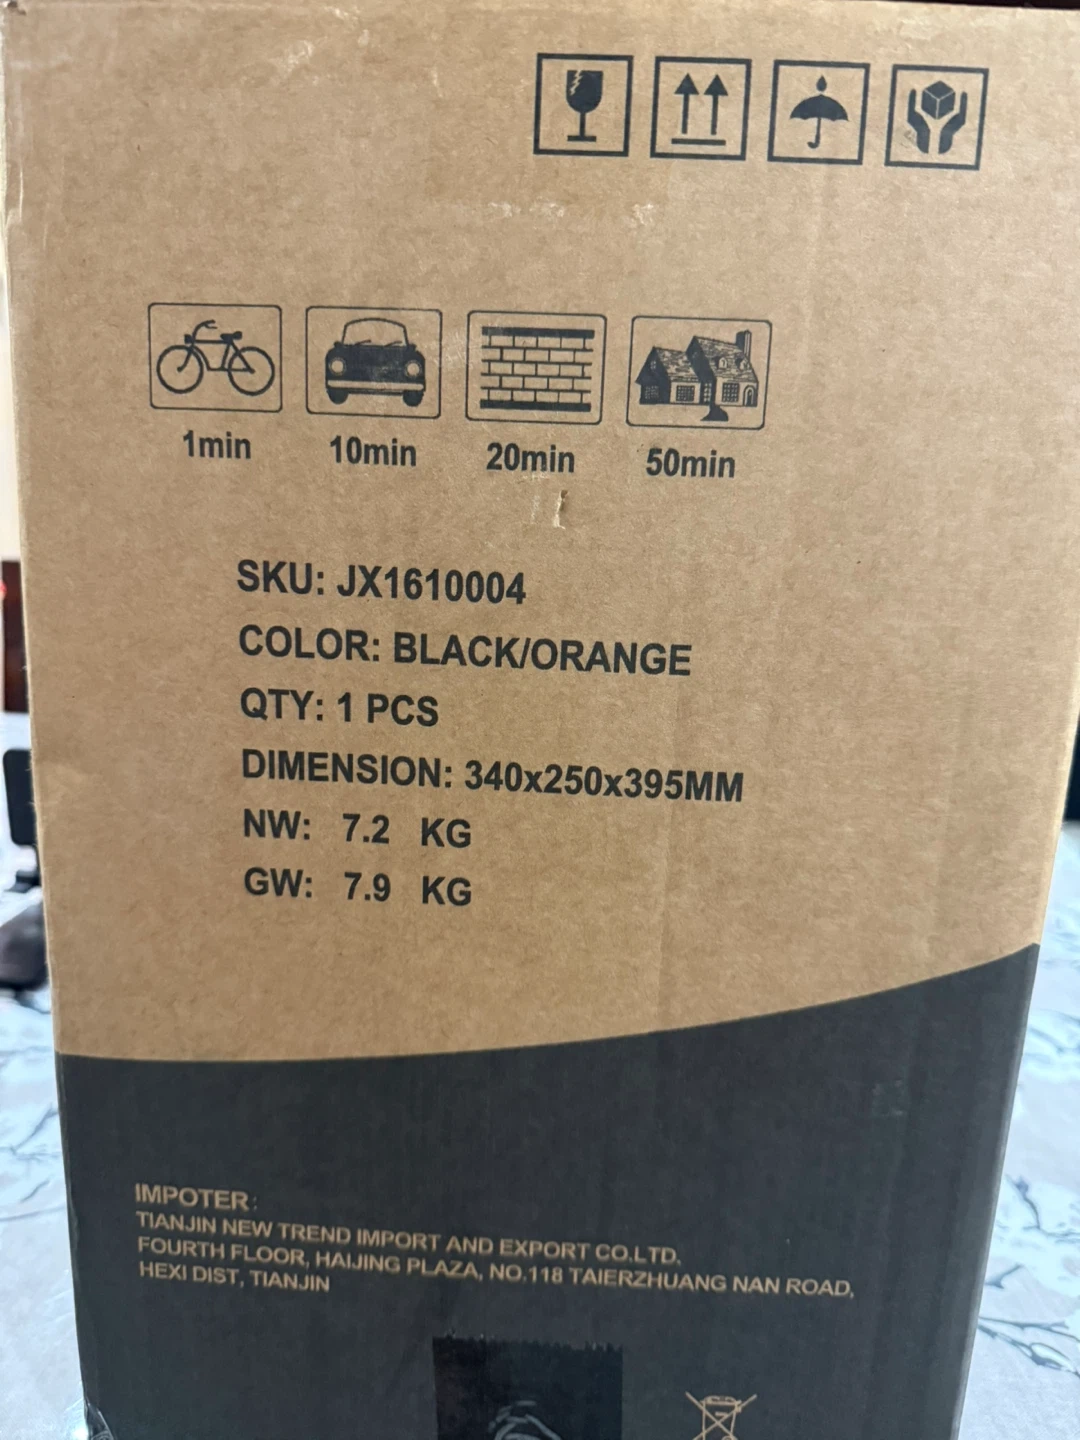 1min 10min 20min 50min
SKU: JX1610004
COLOR: BLACK/ORANGE
QTY: 1 PCS
DIMENSION: 340x250x395MM
NW: 7.2 KG
GW: 7.9 KG
IMPOTER:
TIANJIN NEW TREND IMPORT AND EXPORT CO.LTD.
FOURTH FLOOR, HAIJING PLAZA, NO.118 TAIERZHUANG NAN ROAD,
HEXI DIST, TIANJIN